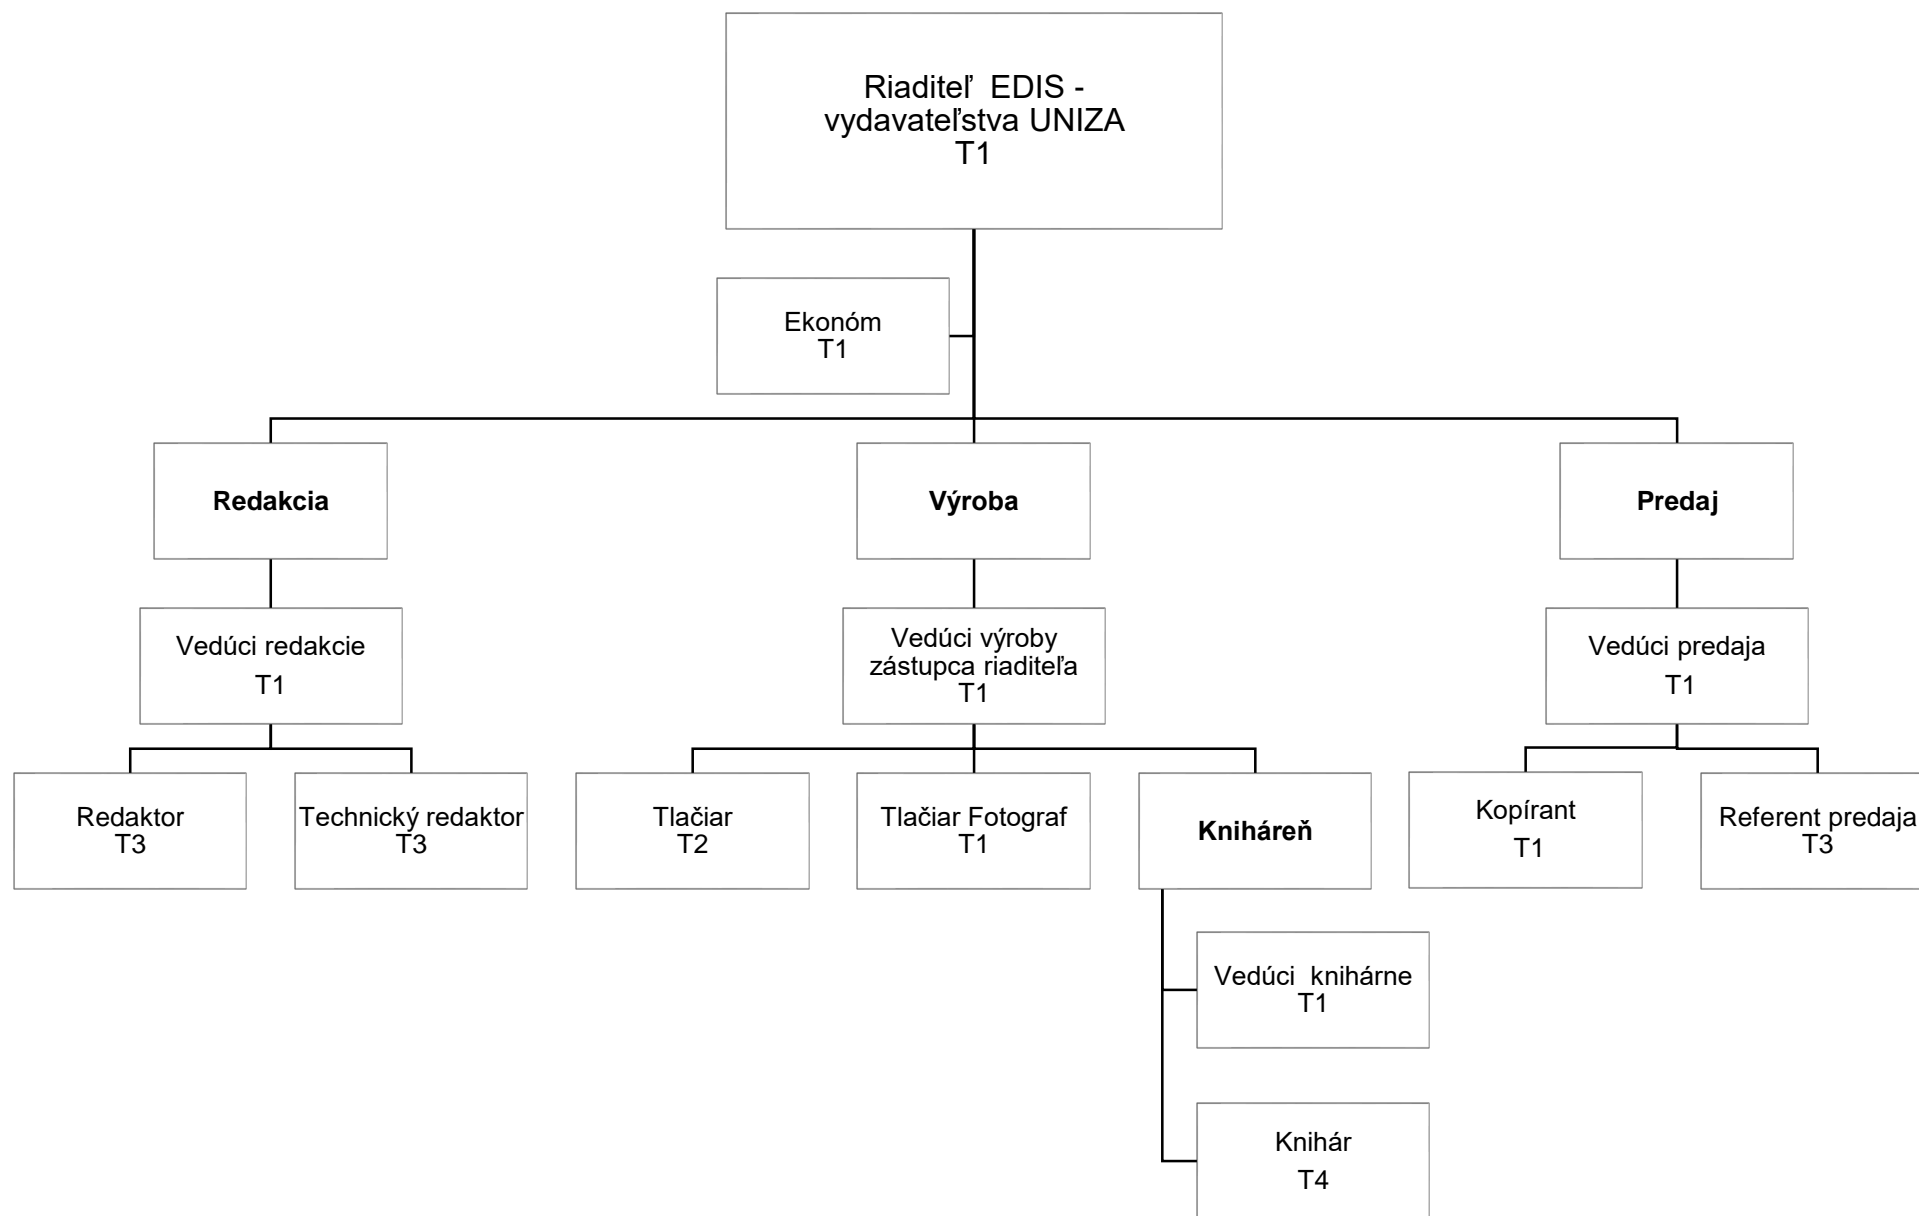 Riaditeľ EDIS -
vydavateľstva UNIZA
T1
Ekonóm
T1
Redakcia
Výroba
Predaj
Vedúci redakcie
T1
Vedúci výroby
zástupca riaditeľa
T1
Vedúci predaja
T1
Redaktor
T3
Technický redaktor
T3
Tlačiar
T2
Tlačiar Fotograf
T1
Kniháreň
Kopírant
T1
Referent predaja
T3
Vedúci knihárne
T1
Knihár
T4